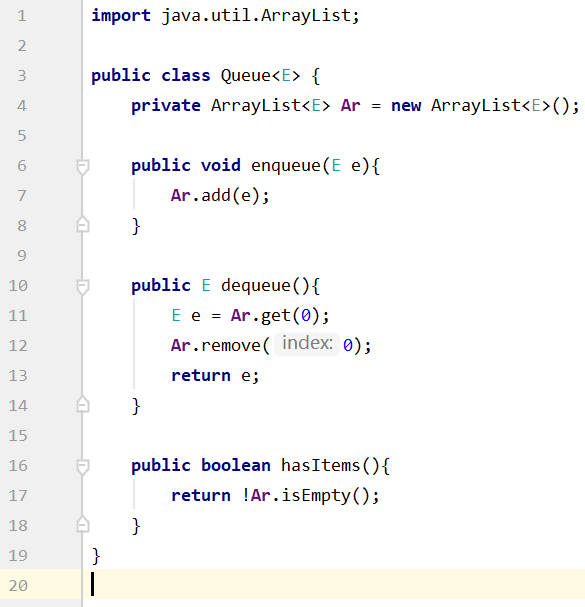 1 import java.util.ArrayList;
2
3 public class Queue<E> {
4     private ArrayList<E> Ar = new ArrayList<E>();
5
6     public void enqueue(E e){
7         Ar.add(e);
8     }
9
10     public E dequeue(){
11         E e = Ar.get(0);
12         Ar.remove( index: 0);
13         return e;
14     }
15
16     public boolean hasItems(){
17         return !Ar.isEmpty();
18     }
19 }
20